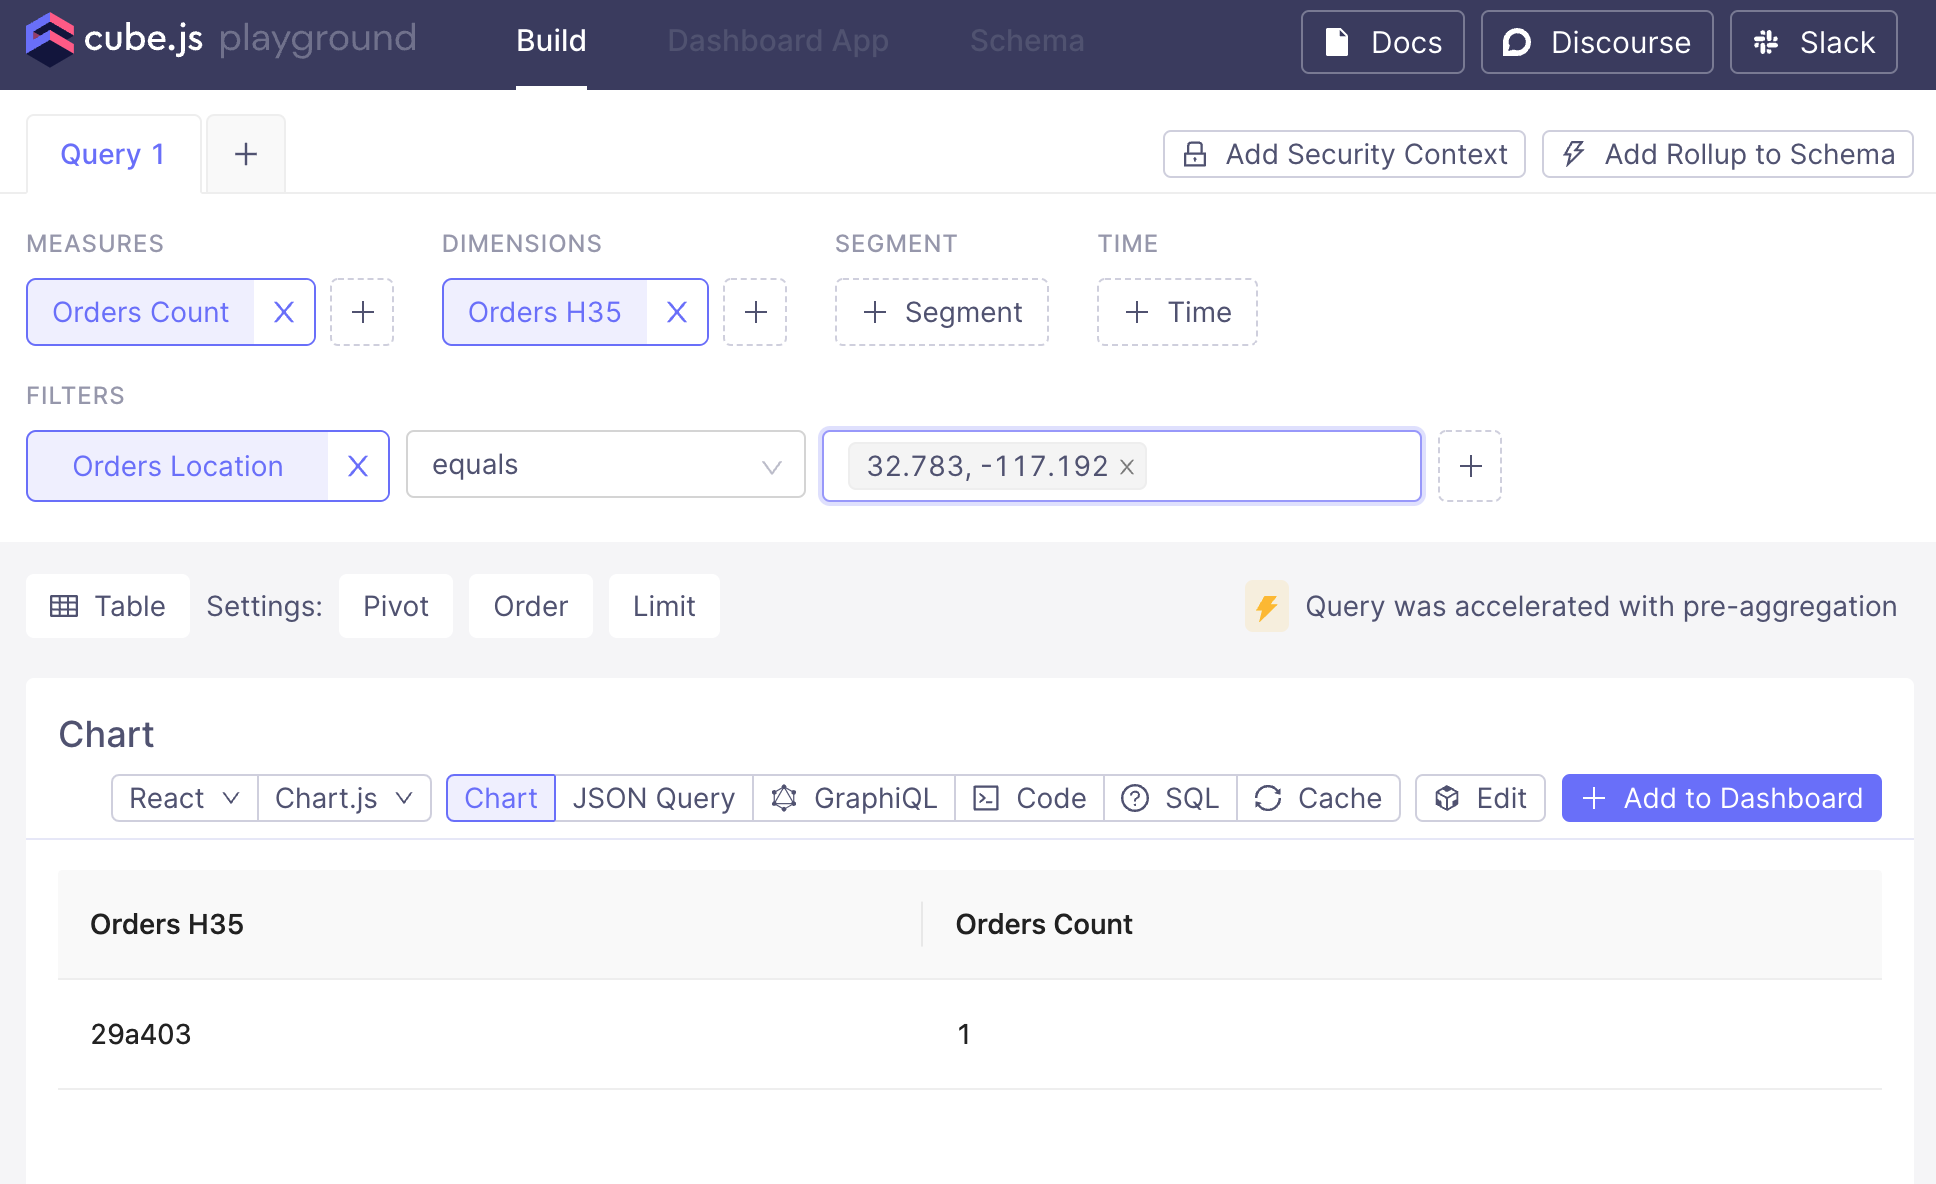 cube.js playground Build Dashboard App Schema Docs Discourse Slack
Query 1 + Add Security Context Add Rollup to Schema
MEASURES DIMENSIONS SEGMENT TIME
Orders Count X + Orders H35 X + + Segment + Time
FILTERS
Orders Location X equals 32.783, -117.192 × +
Table Settings: Pivot Order Limit Query was accelerated with pre-aggregation
Chart
React Chart.js Chart JSON Query GraphiQL Code SQL Cache Edit + Add to Dashboard
Orders H35 Orders Count
29a403 1